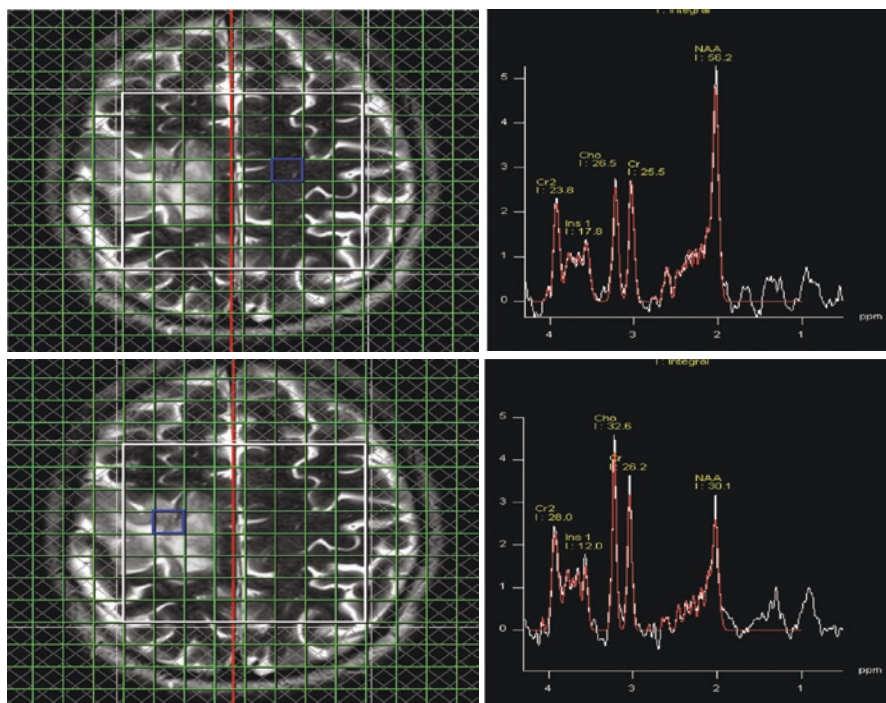 I : Integral
NAA
I : 56.2
Cho
I : 26.5
Cr
I : 25.5
Cr2
I : 23.8
Ins 1
I : 17.8
5
4
3
2
1
0
4
3
2
1
ppm
I : Integral
Cho
I : 32.6
Cr
I : 26.2
NAA
I : 30.1
Cr2
I : 28.0
Ins 1
I : 12.0
5
4
3
2
1
0
4
3
2
1
ppm